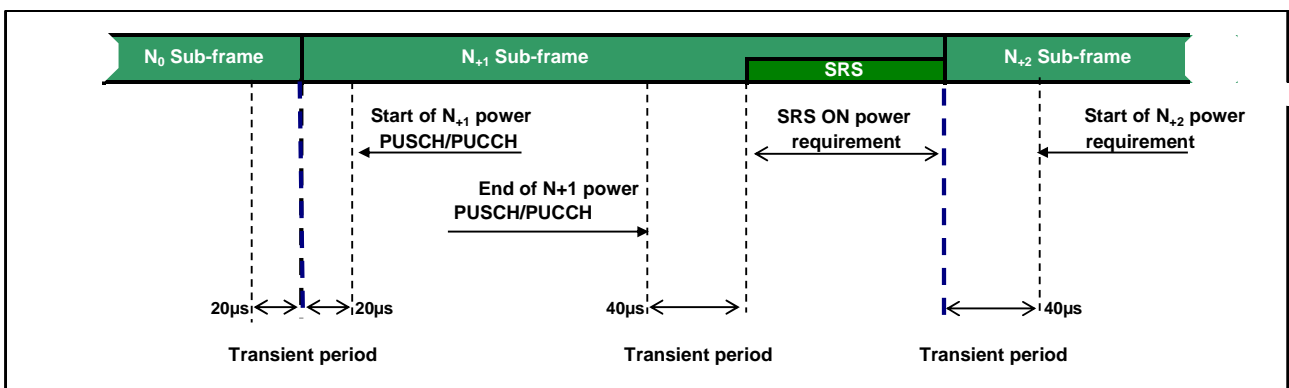 N0 Sub-frame
N+1 Sub-frame
SRS
N+2 Sub-frame
Start of N+1 power
PUSCH/PUCCH
SRS ON power
requirement
Start of N+2 power
requirement
End of N+1 power
PUSCH/PUCCH
20µs
20µs
40µs
40µs
Transient period
Transient period
Transient period